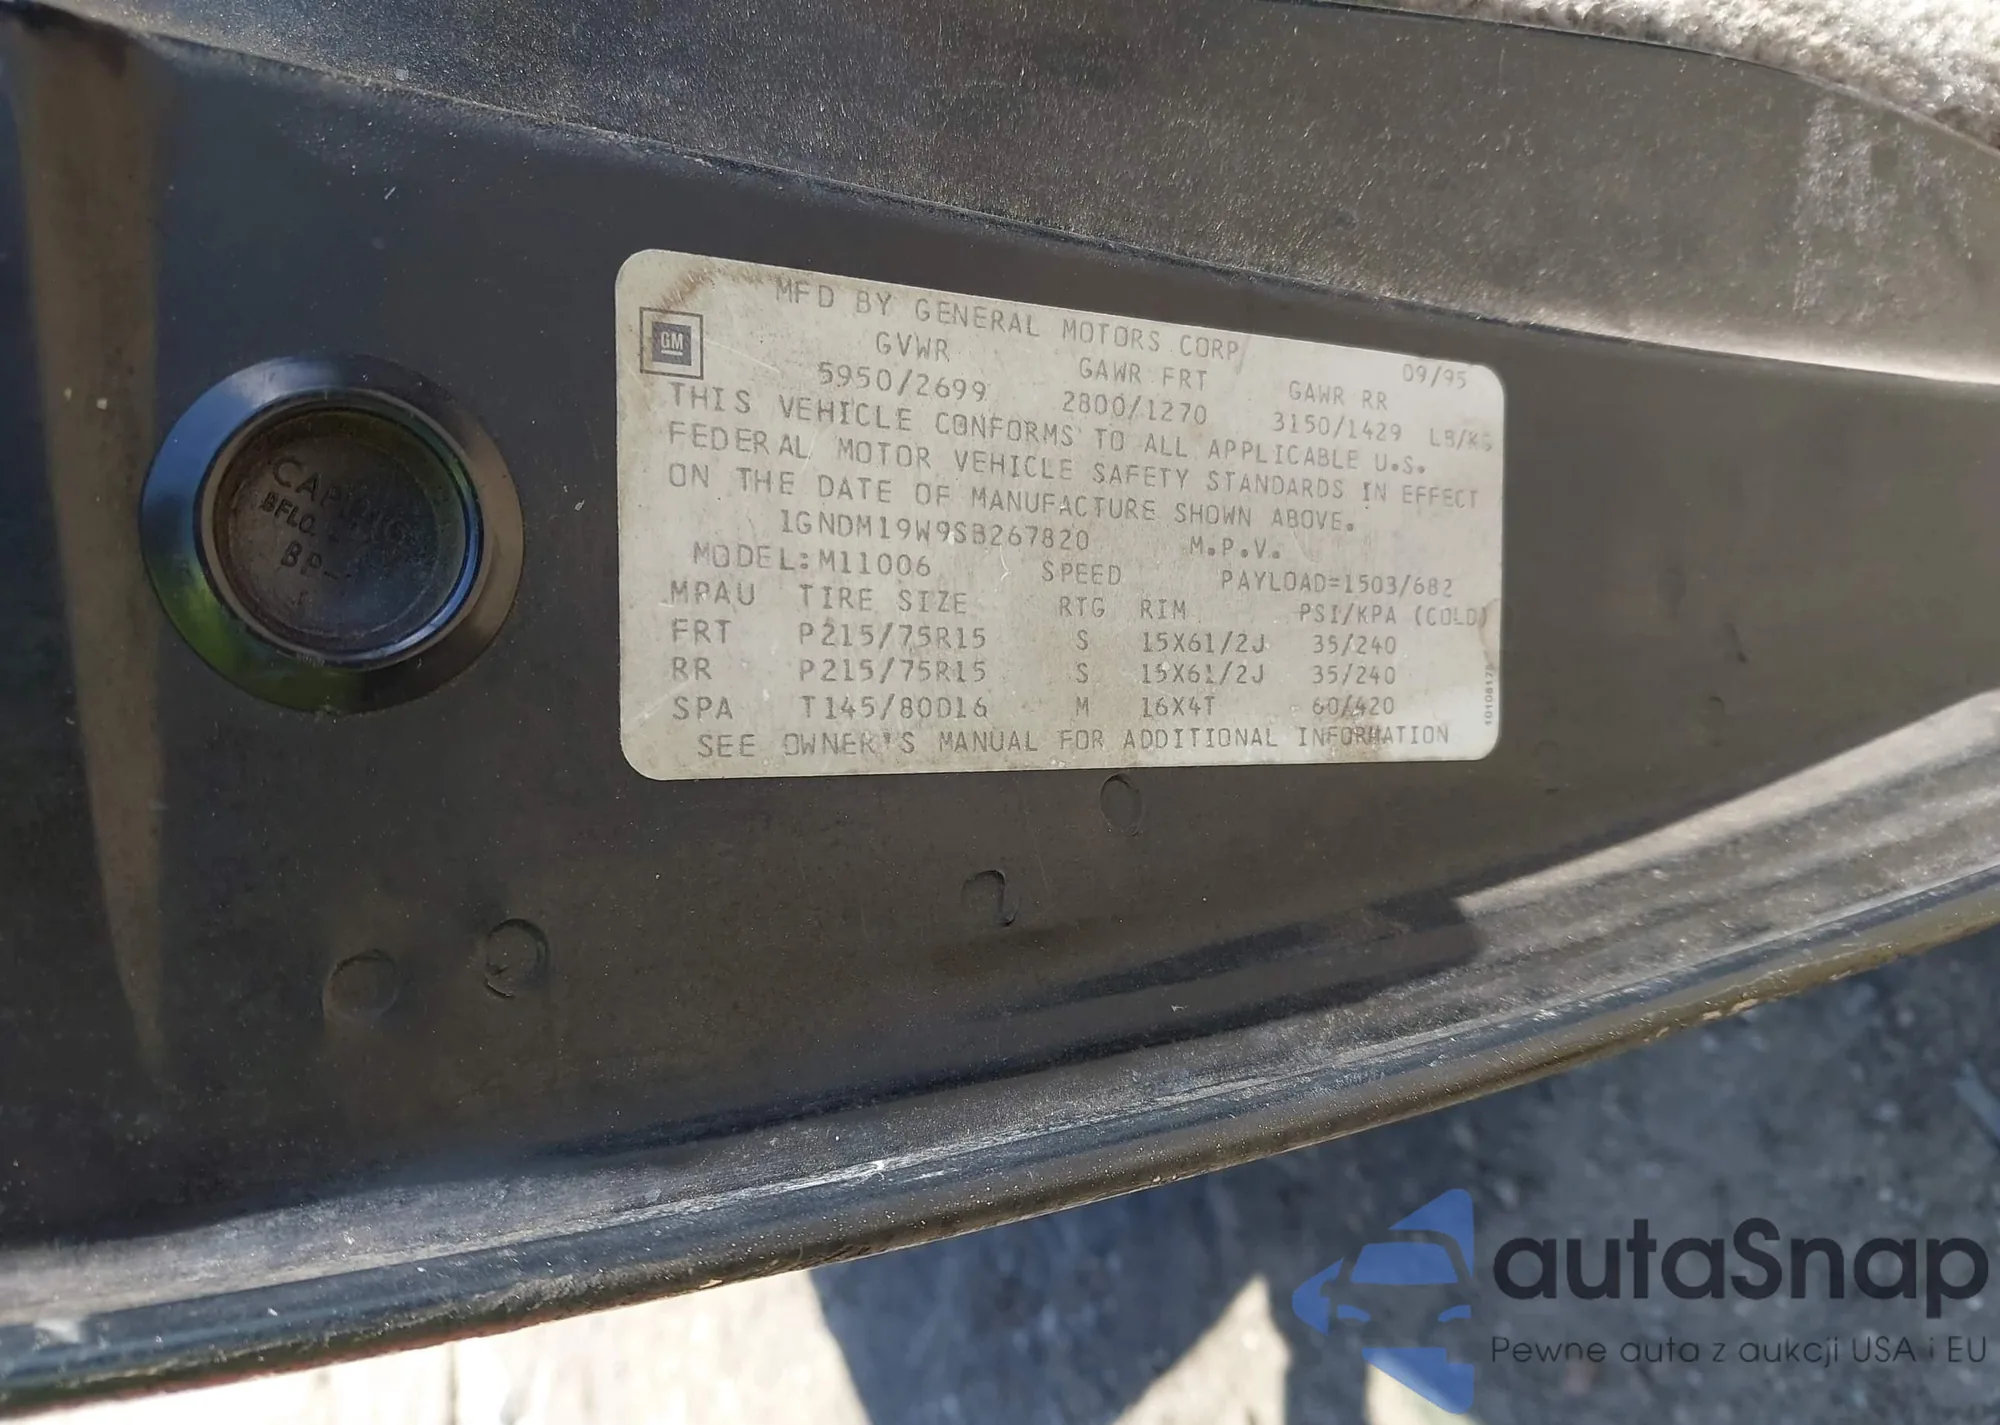 MFD BY GENERAL MOTORS CORP 09/95
GM
GVWR GAWR FRT GAWR RR
5950/2699 2800/1270 3150/1429 LB/KG
THIS VEHICLE CONFORMS TO ALL APPLICABLE U.S.
FEDERAL MOTOR VEHICLE SAFETY STANDARDS IN EFFECT
ON THE DATE OF MANUFACTURE SHOWN ABOVE.
1GNDM19W9SB267820 M.P.V.
MODEL:M11006 SPEED PAYLOAD=1503/682
MPAU TIRE SIZE RTG RIM PSI/KPA (COLD)
FRT P215/75R15 S 15X61/2J 35/240
RR P215/75R15 S 15X61/2J 35/240
SPA T145/80D16 M 16X4T 60/420
SEE OWNER'S MANUAL FOR ADDITIONAL INFORMATION
CAPLUG
BFLO.
autaSnap
Pewne auta z aukcji USA i EU